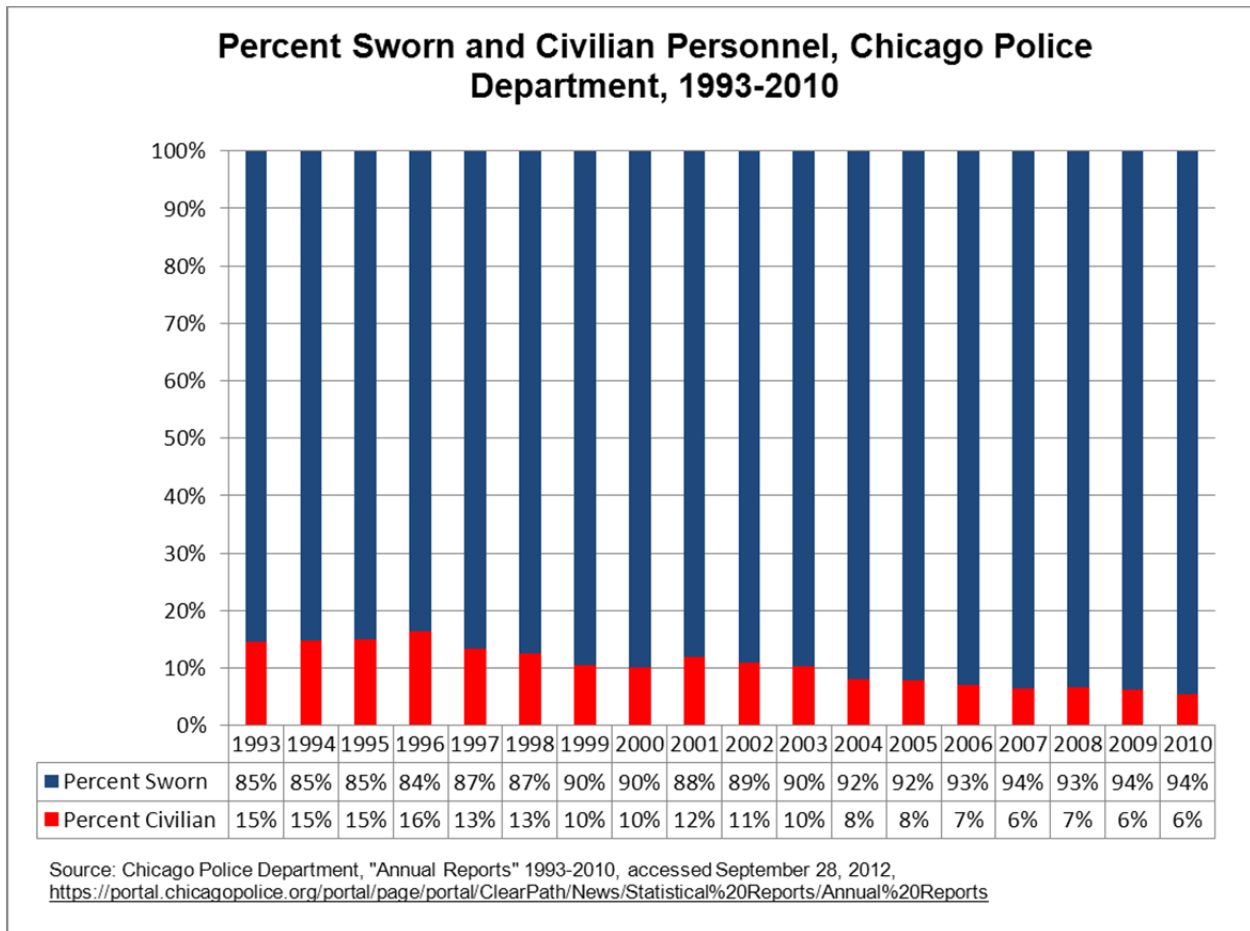 Percent Sworn and Civilian Personnel, Chicago Police
Department, 1993-2010
100%
90%
80%
70%
60%
50%
40%
30%
20%
10%
0%
1993 1994 1995 1996 1997 1998 1999 2000 2001 2002 2003 2004 2005 2006 2007 2008 2009 2010
Percent Sworn 85% 85% 85% 84% 87% 87% 90% 90% 88% 89% 90% 92% 92% 93% 94% 93% 94% 94%
Percent Civilian 15% 15% 15% 16% 13% 13% 10% 10% 12% 11% 10% 8% 8% 7% 6% 7% 6% 6%
Source: Chicago Police Department, "Annual Reports" 1993-2010, accessed September 28, 2012,
https://portal.chicagopolice.org/portal/page/portal/ClearPath/News/Statistical%20Reports/Annual%20Reports